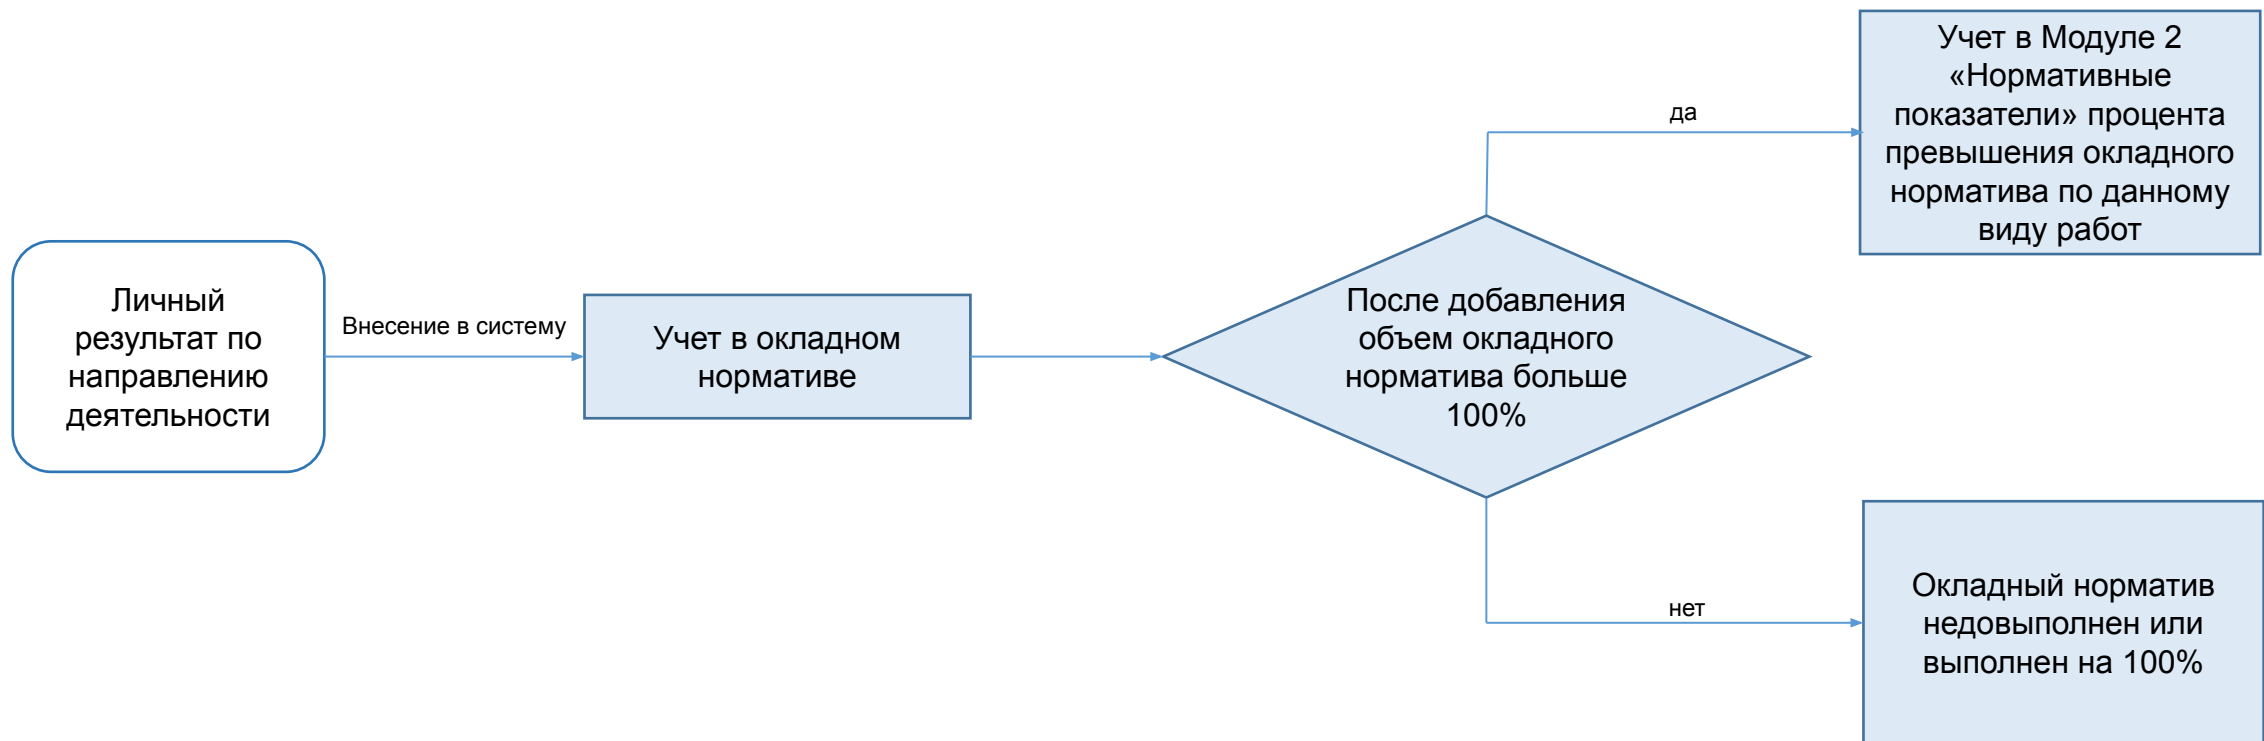 Личный
результат по
направлению
деятельности
Внесение в систему
Учет в окладном
нормативе
После добавления
объем окладного
норматива больше
100%
да
Учет в Модуле 2
«Нормативные
показатели» процента
превышения окладного
норматива по данному
виду работ
нет
Окладный норматив
недовыполнен или
выполнен на 100%